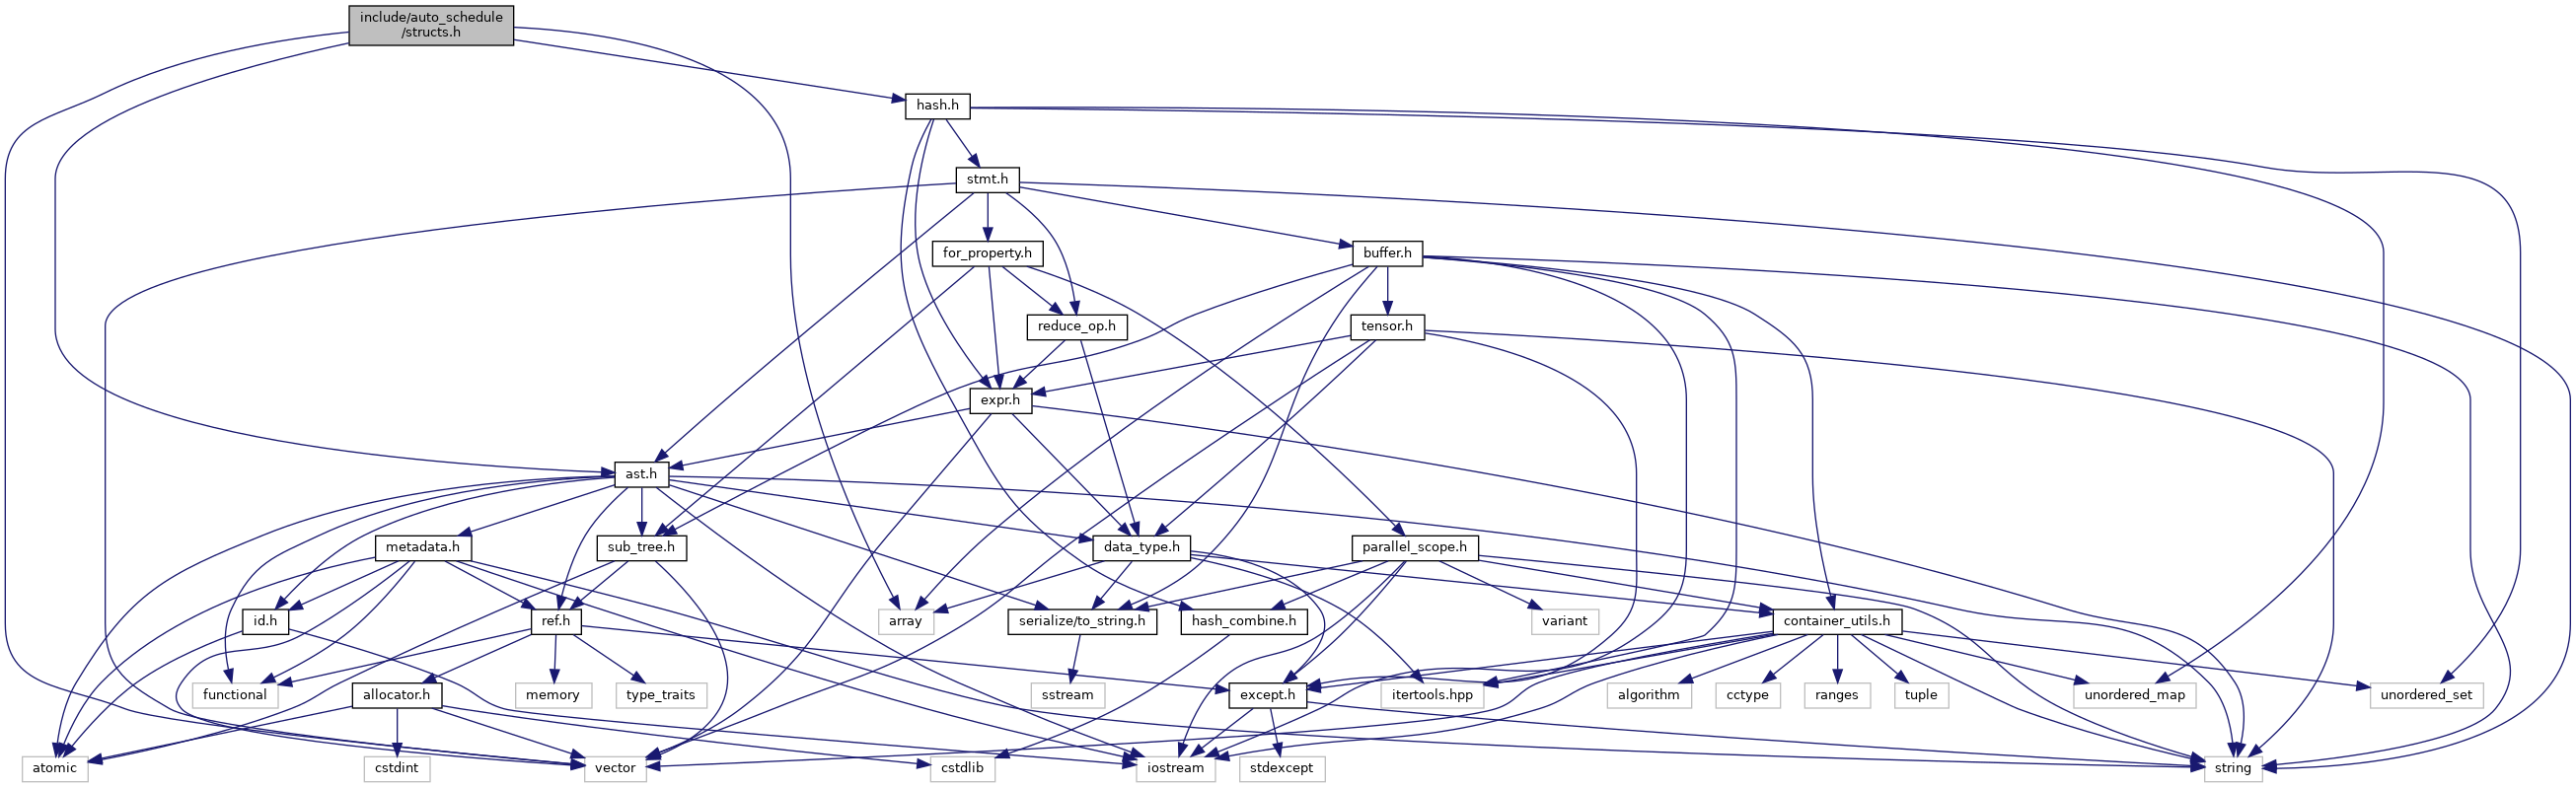 include/auto_schedule
/structs.h
hash.h
stmt.h
for_property.h
buffer.h
reduce_op.h
tensor.h
expr.h
ast.h
metadata.h
sub_tree.h
data_type.h
parallel_scope.h
id.h
ref.h
array
serialize/to_string.h
hash_combine.h
variant
container_utils.h
functional
allocator.h
memory
type_traits
sstream
except.h
itertools.hpp
algorithm
cctype
ranges
tuple
unordered_map
unordered_set
atomic
cstdint
vector
cstdlib
iostream
stdexcept
string